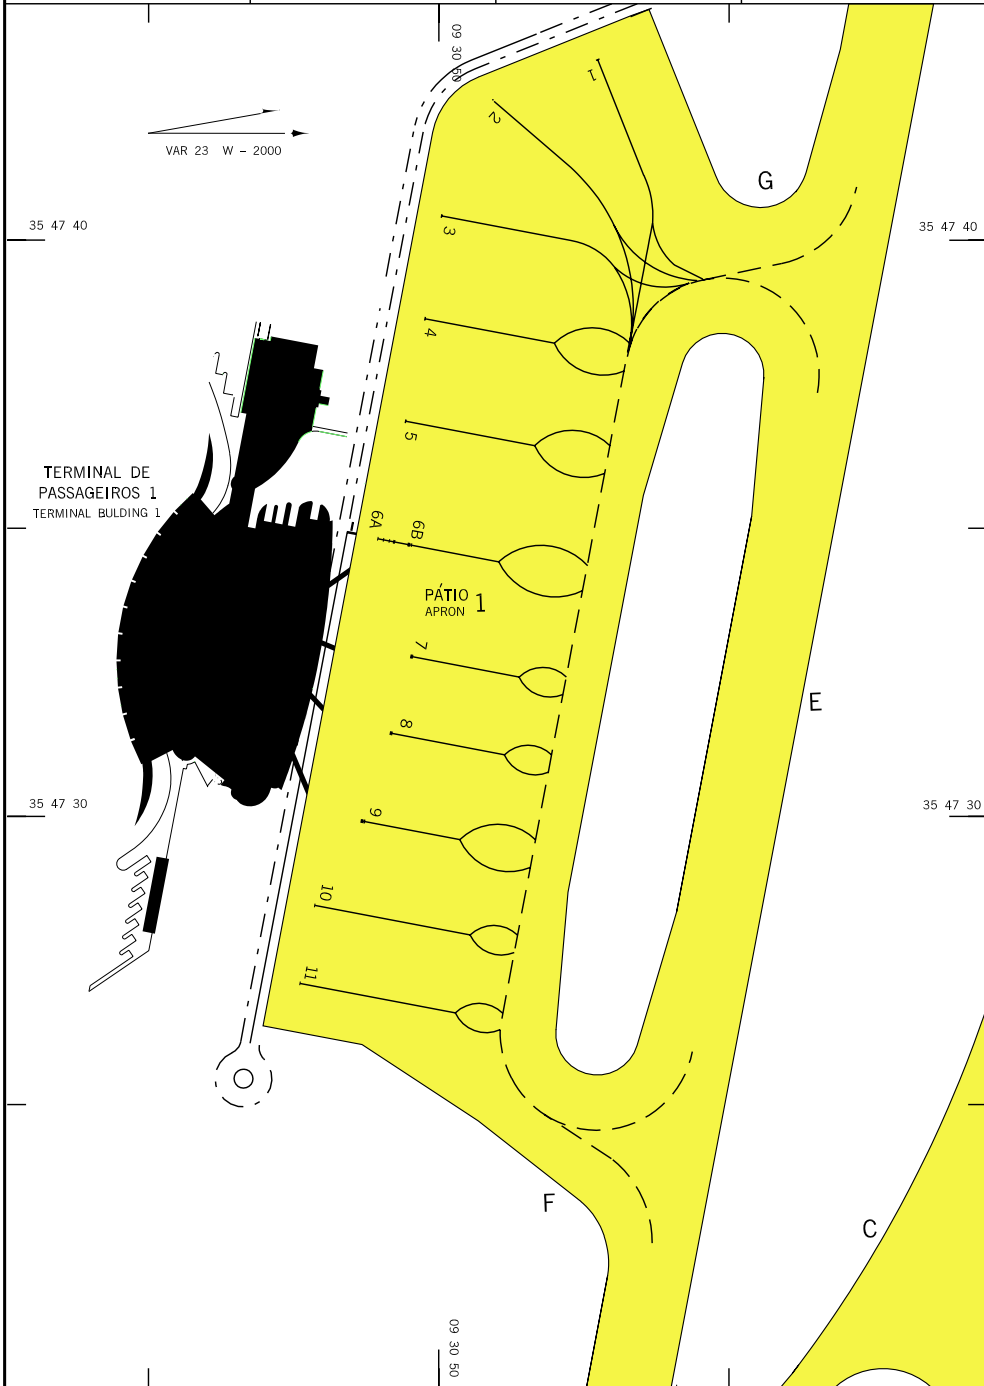 09 30 50
1
2
VAR 23 W - 2000
G
35 47 40
35 47 40
3
4
5
TERMINAL DE
PASSAGEIROS 1
TERMINAL BULDING 1
6A
6B
PÁTIO 1
APRON
7
E
8
35 47 30
35 47 30
9
10
11
F
C
09 30 50